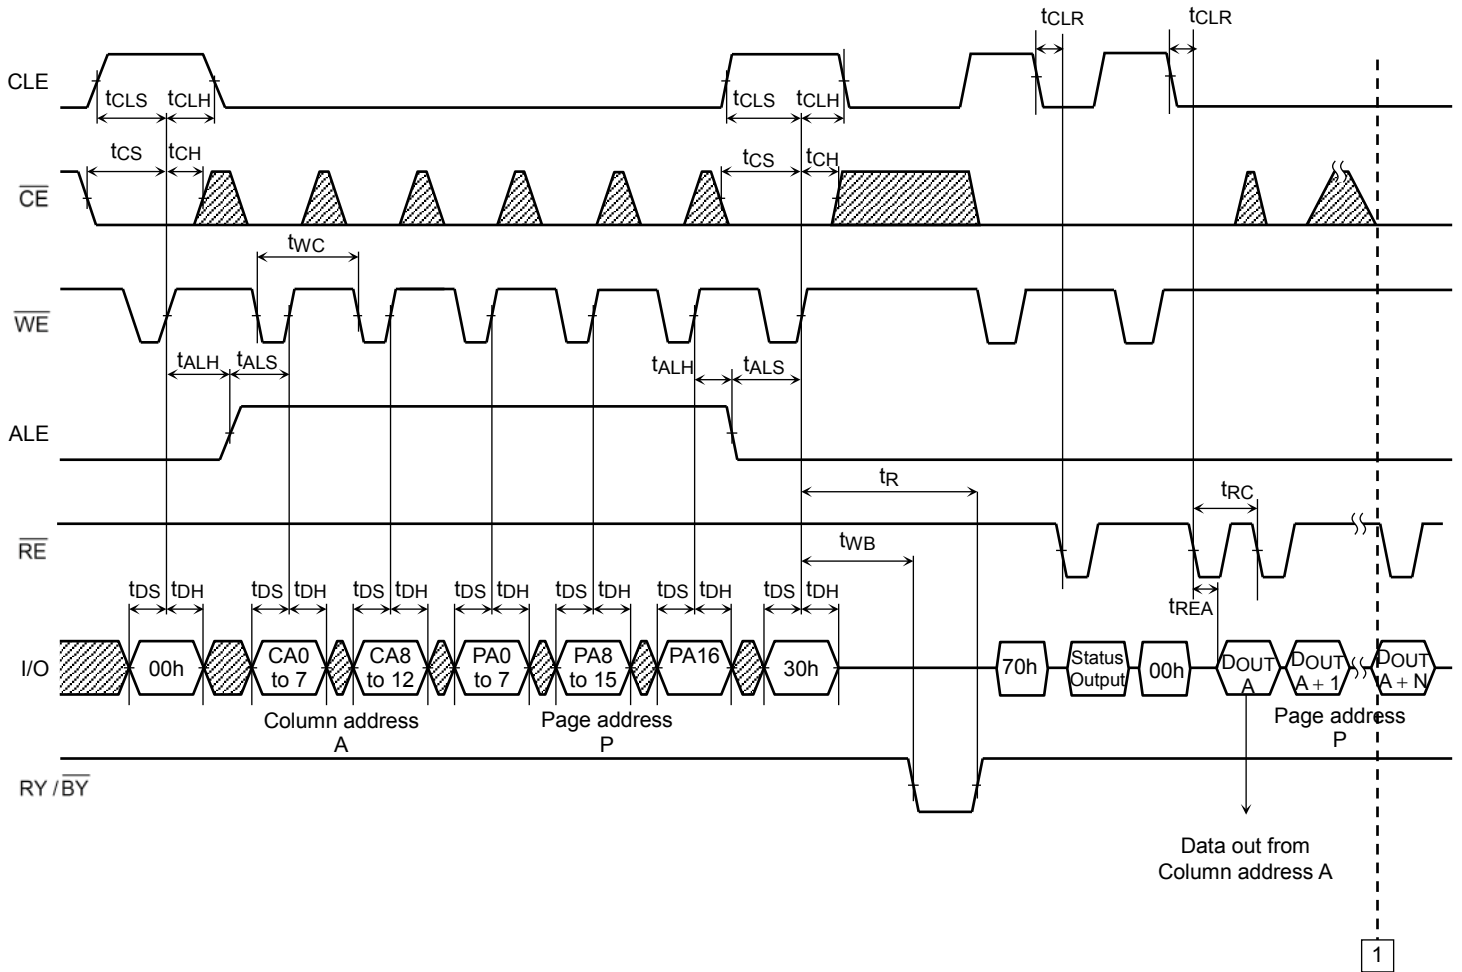 tCLR
tCLR
CLE
tCLS
tCLH
tCLS
tCLH
tCS
tCH
tCS
tCH
CE
tWC
WE
tALH
tALS
tALH
tALS
ALE
tR
tRC
RE
tWB
tDS
tDH
tDS
tDH
tDS
tDH
tDS
tDH
tDS
tDH
tDS
tDH
tDS
tDH
tREA
I/O
00h
CA0
to 7
CA8
to 12
PA0
to 7
PA8
to 15
PA16
30h
70h
Status
Output
00h
DOUT
A
DOUT
A + 1
DOUT
A + N
Column address
A
Page address
P
Page address
P
RY / BY
Data out from
Column address A
1